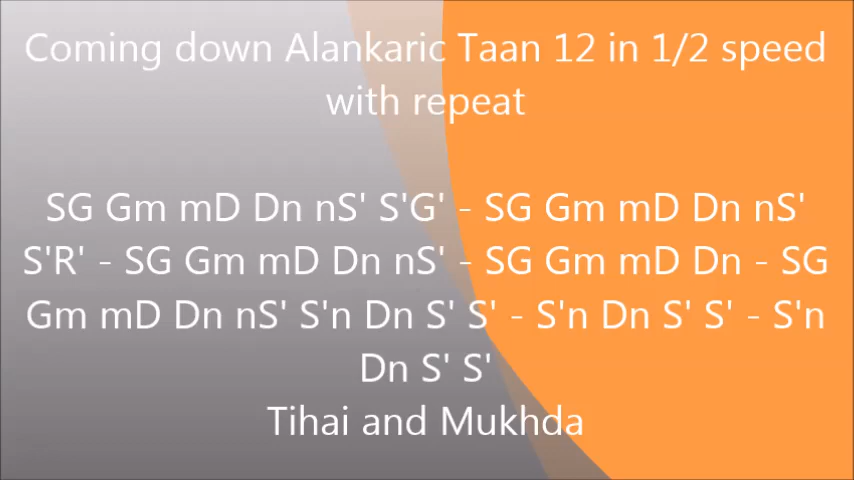 Coming down Alankaric Taan 12 in 1/2 speed
with repeat
SG Gm mD Dn nS' S'G' - SG Gm mD Dn nS'
S'R' - SG Gm mD Dn nS' - SG Gm mD Dn - SG
Gm mD Dn nS' S'n Dn S' S' - S'n Dn S' S' - S'n
Dn S' S'
Tihai and Mukhda